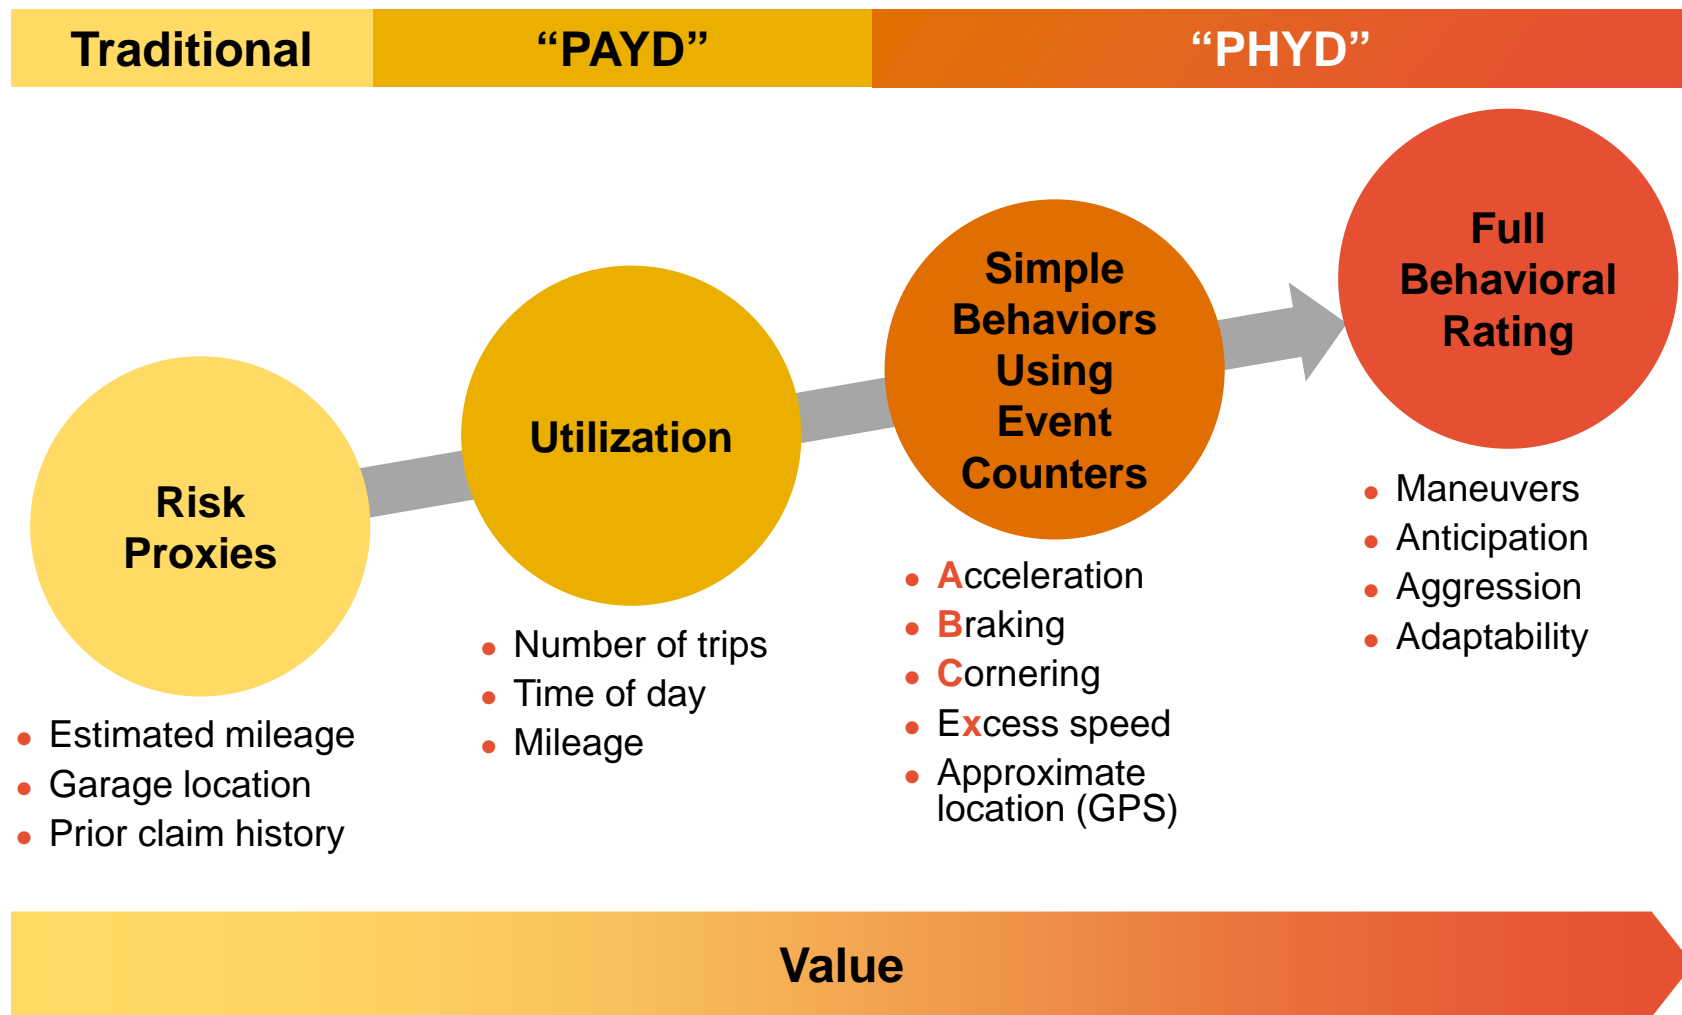 Traditional
“PAYD”
“PHYD”
Risk
Proxies
• Estimated mileage
• Garage location
• Prior claim history
Utilization
• Number of trips
• Time of day
• Mileage
Simple
Behaviors
Using
Event
Counters
• Acceleration
• Braking
• Cornering
• Excess speed
• Approximate
location (GPS)
Full
Behavioral
Rating
• Maneuvers
• Anticipation
• Aggression
• Adaptability
Value